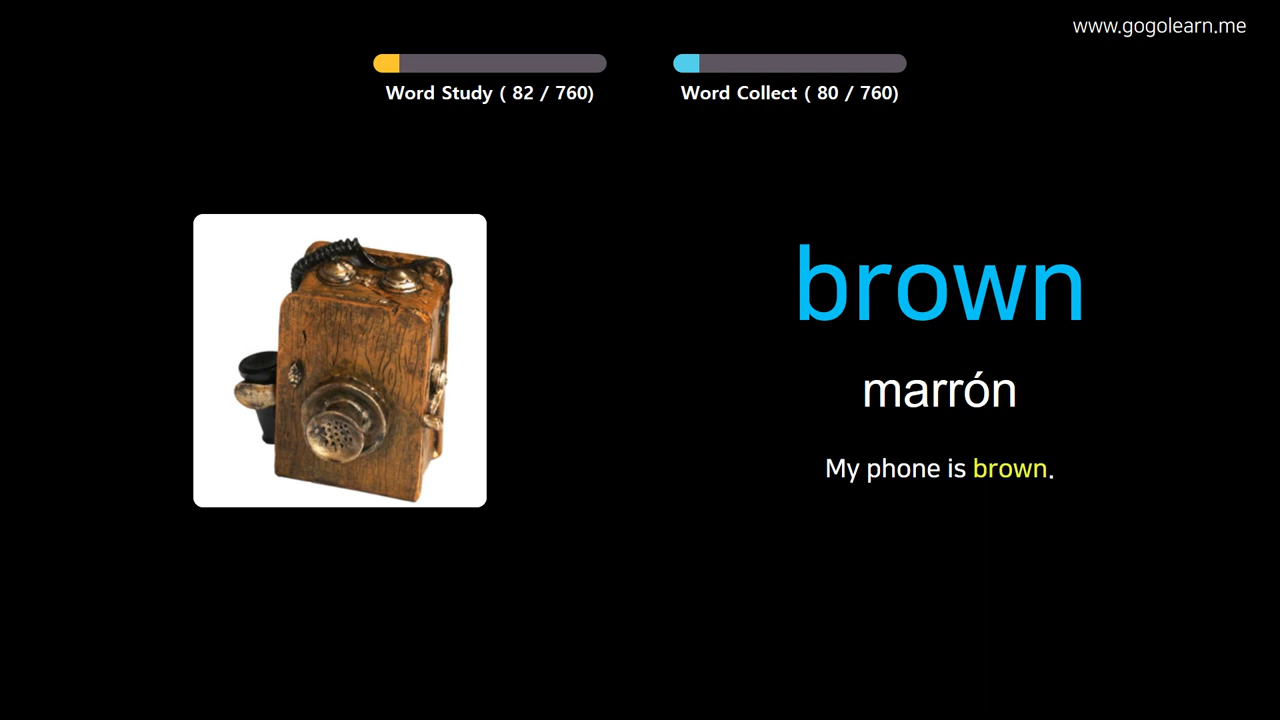 www.gogolearn.me
Word Study ( 82 / 760)
Word Collect ( 80 / 760)
brown
marrón
My phone is brown.